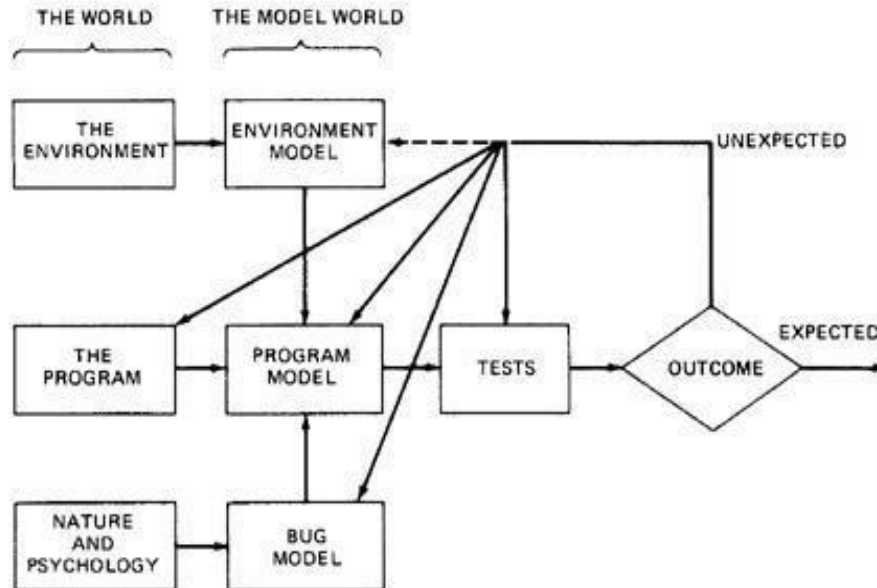 THE WORLD
THE MODEL WORLD
THE
ENVIRONMENT
ENVIRONMENT
MODEL
UNEXPECTED
THE
PROGRAM
PROGRAM
MODEL
TESTS
OUTCOME
EXPECTED
NATURE
AND
PSYCHOLOGY
BUG
MODEL